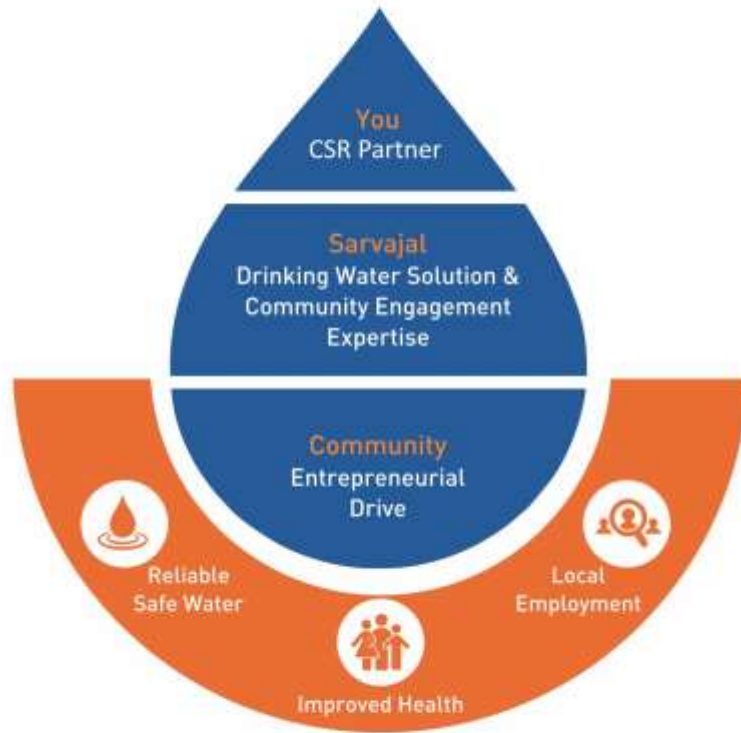 You
CSR Partner
Sarvajal
Drinking Water Solution &
Community Engagement
Expertise
Community
Entrepreneurial
Drive
Reliable
Safe Water
Improved Health
Local
Employment